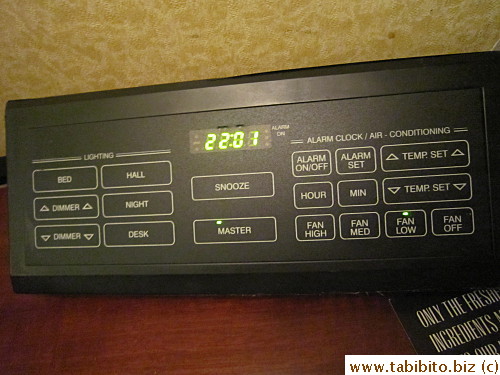 22:01
ALARM
ON
LIGHTING
BED
HALL
△ DIMMER △
NIGHT
▽ DIMMER ▽
DESK
SNOOZE
MASTER
ALARM CLOCK / AIR - CONDITIONING
ALARM
ON/OFF
ALARM
SET
△ TEMP. SET △
HOUR
MIN
▽ TEMP. SET ▽
FAN
HIGH
FAN
MED
FAN
LOW
FAN
OFF
ONLY THE FRESH
INGREDIENTS A
OUR
www.tabibito.biz (c)